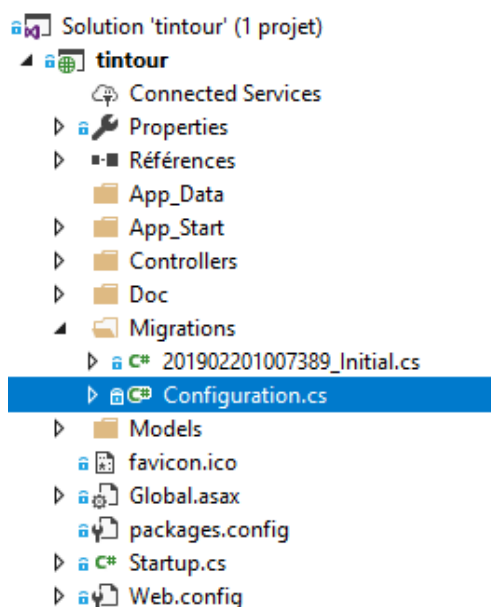 Solution 'tintour' (1 projet)
tintour
Connected Services
Properties
Références
App_Data
App_Start
Controllers
Doc
Migrations
C# 201902201007389_Initial.cs
C# Configuration.cs
Models
favicon.ico
Global.asax
packages.config
C# Startup.cs
Web.config